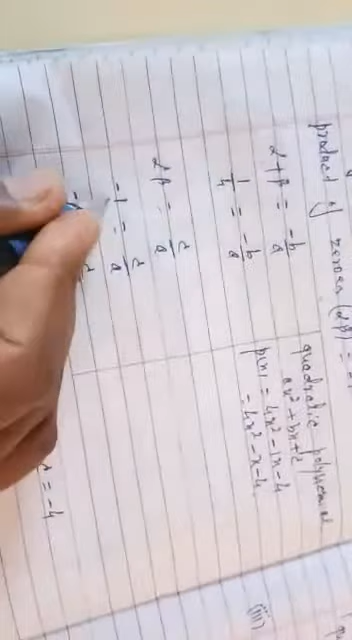 product of zeroes (αβ) = -1
α+β = -b/a
1/4 = -b/a
αβ = c/a
-1 = c/a
quadratic polynomial
ax² + bx + c
p(x) = 4x² - 1x - 4
= 4x² - x - 4
= -4
(iii)